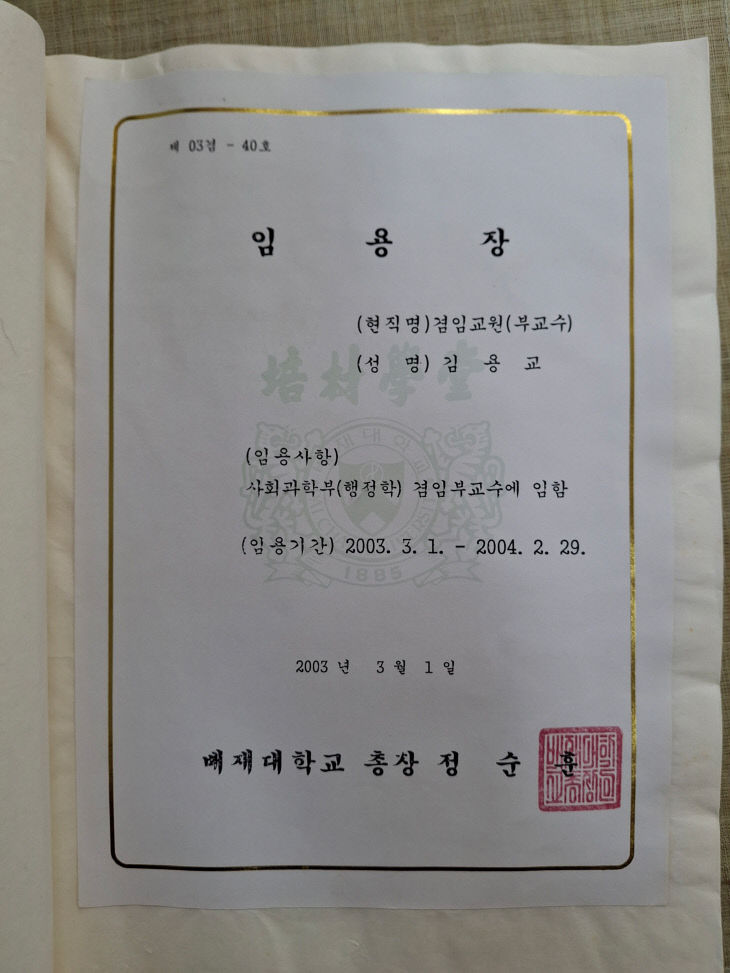 배 03겸 - 40호
임 용 장
(현직명)겸임교원(부교수)
(성 명) 김 용 교
培材學堂
(임용사항)
사회과학부(행정학) 겸임부교수에 임함
(임용기간) 2003. 3. 1. - 2004. 2. 29.
1885
2003 년 3 월 1 일
배재대학교 총장 정 순 훈